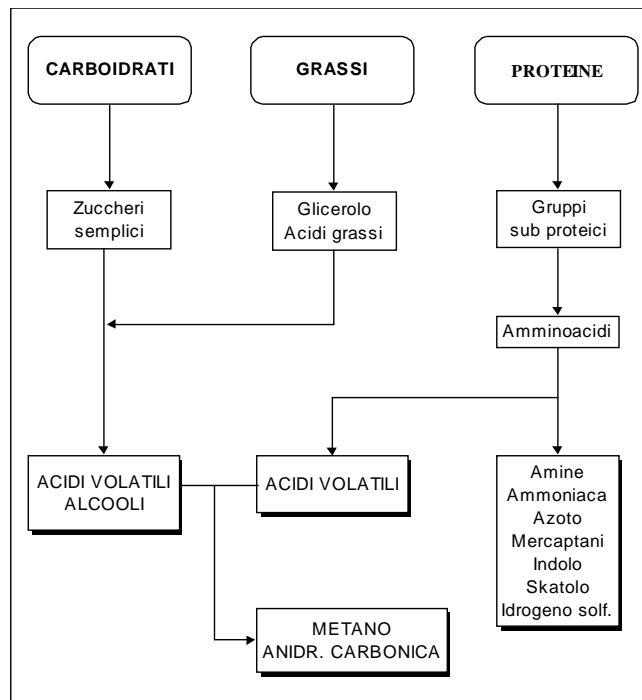 CARBOIDRATI
GRASSI
PROTEINE
Zuccheri
semplici
Glicerolo
Acidi grassi
Gruppi
sub proteici
Amminoacidi
ACIDI VOLATILI
ALCOOLI
ACIDI VOLATILI
Amine
Ammoniaca
Azoto
Mercaptani
Indolo
Skatolo
Idrogeno solf.
METANO
ANIDR. CARBONICA